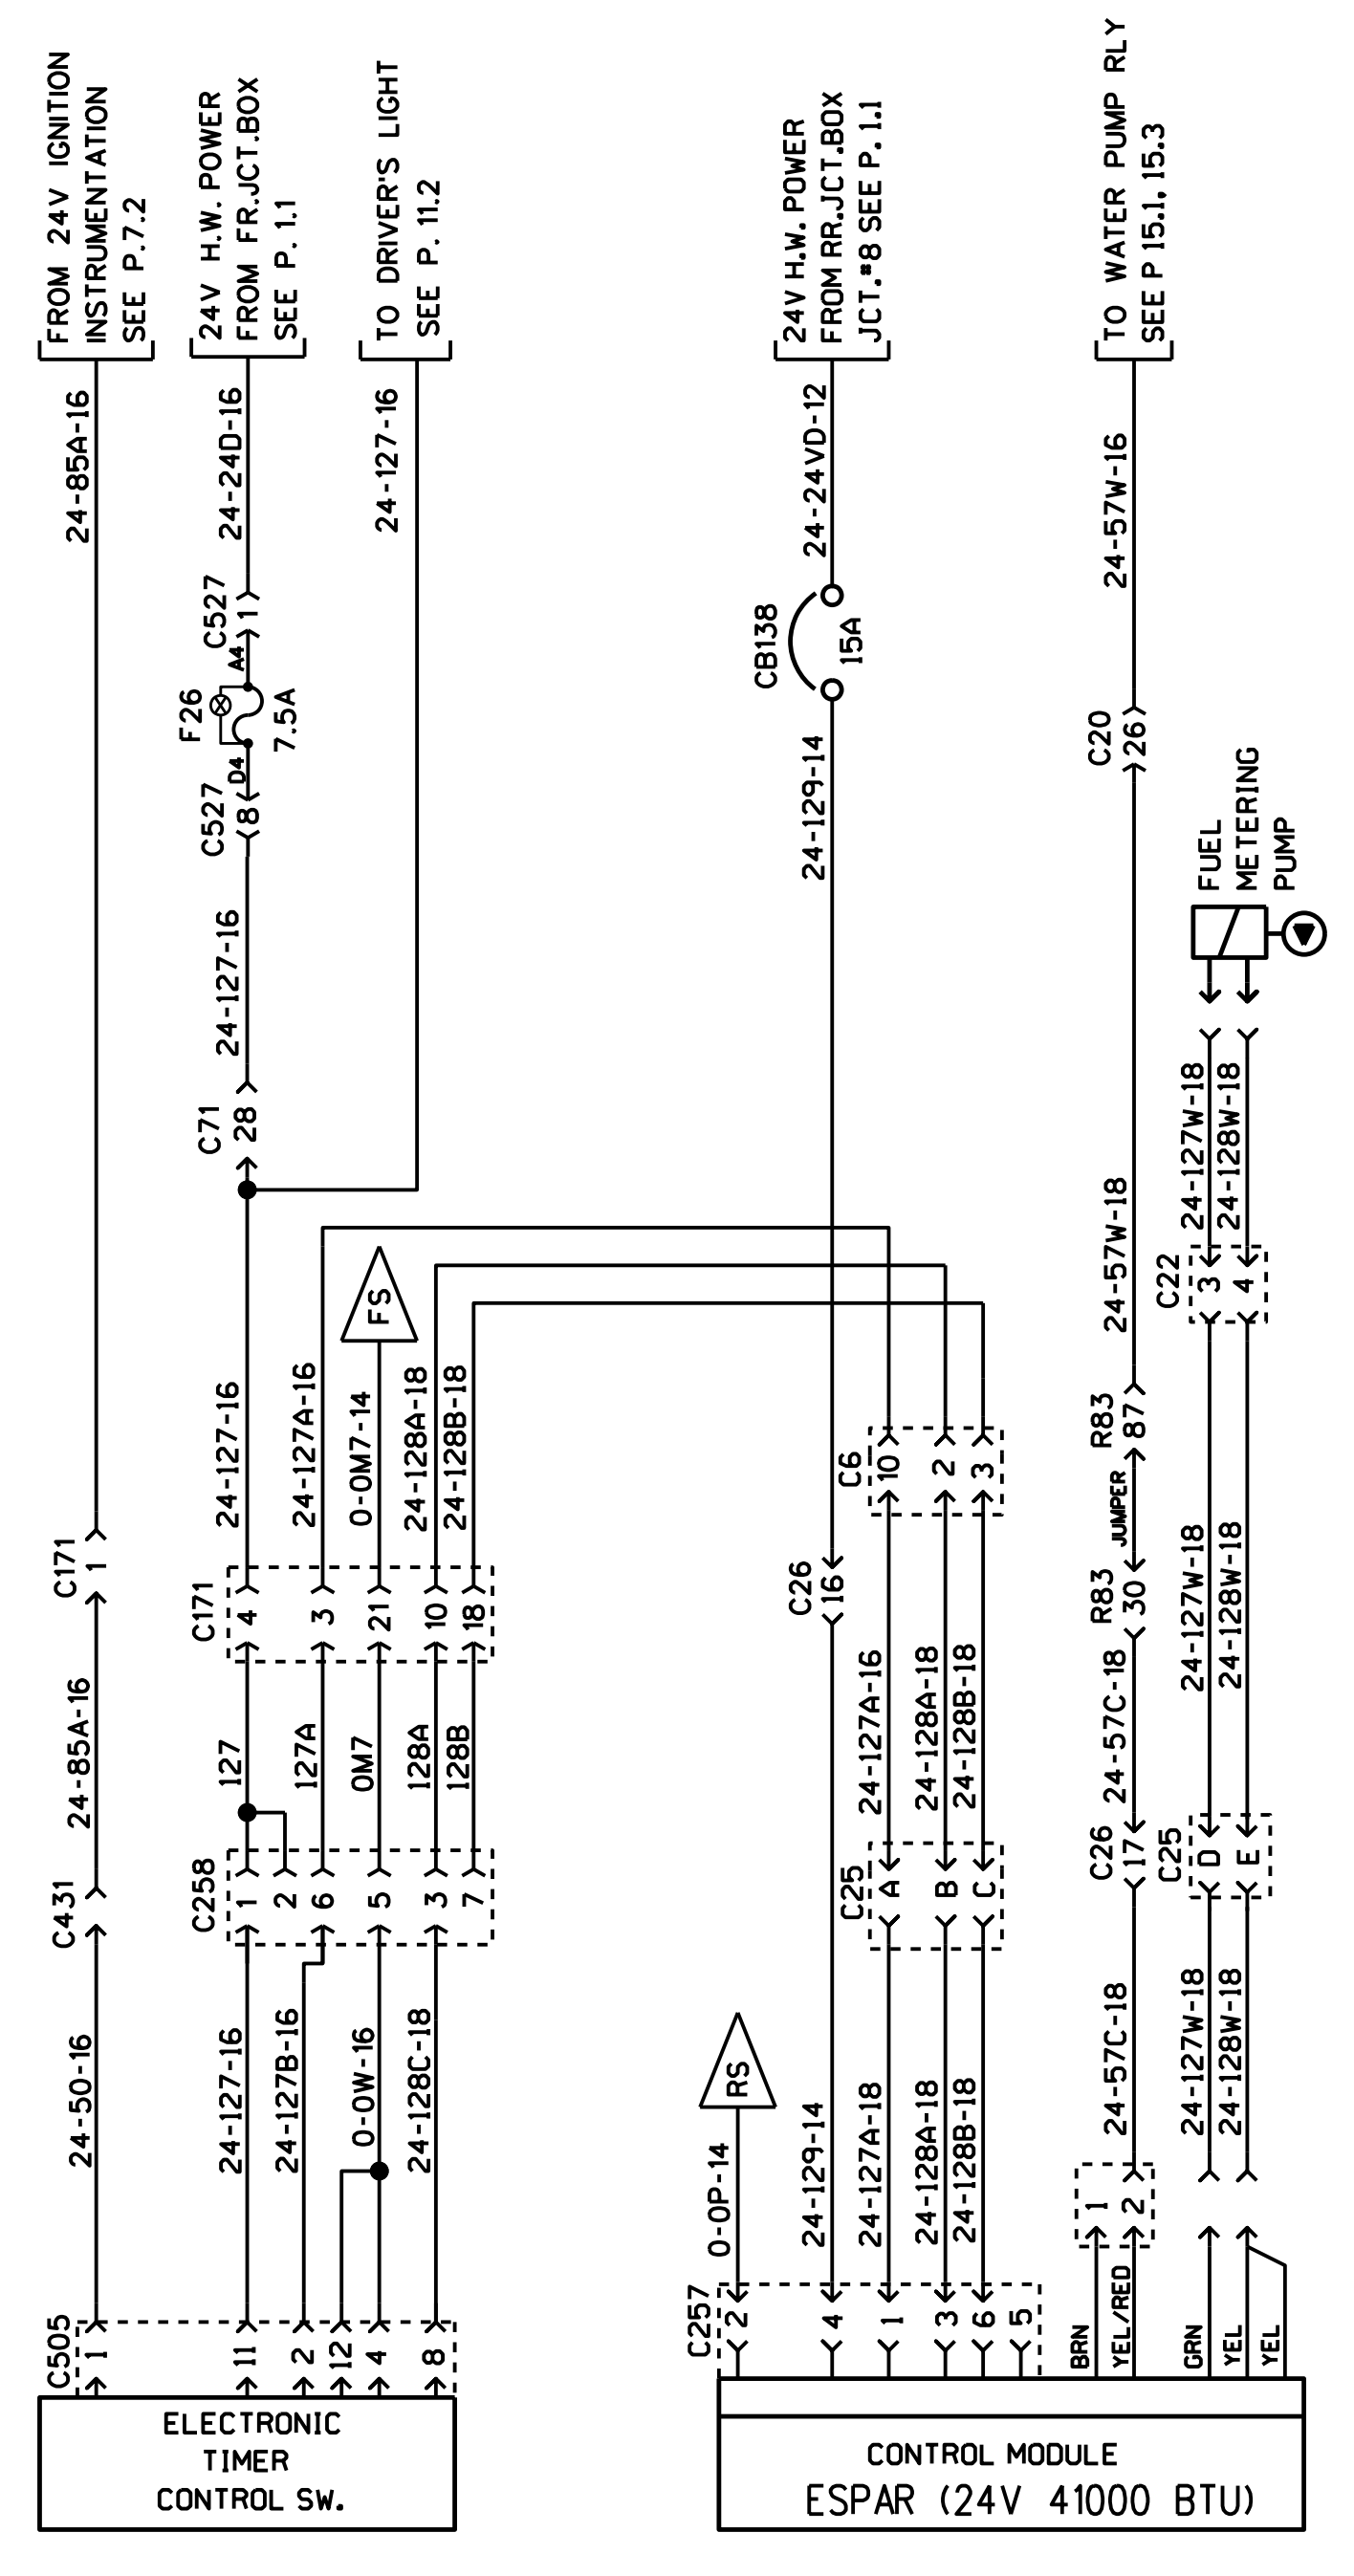 FROM 24V IGNITION
INSTRUMENTATION
SEE P.7.2
24V H.W. POWER
FROM FR.JCT.BOX
SEE P. 1.1
TO DRIVER'S LIGHT
SEE P. 11.2
24V H.W. POWER
FROM RR.JCT.BOX
JCT.#8 SEE P. 1.1
TO WATER PUMP RLY
SEE P 15.1, 15.3
24-85A-16
24-24D-16
24-127-16
24-24VD-12
24-57W-16
C527
1
A4
F26
7.5A
D4
C527
8
CB138
15A
C20
26
24-127-16
24-129-14
FUEL
METERING
PUMP
C71
28
24-57W-18
24-127W-18
24-128W-18
C22
3
4
FS
24-127-16
24-127A-16
0-0M7-14
24-128A-18
24-128B-18
C6
10
2
3
R83
87
JUMPER
R83
30
C171
1
C171
4
3
21
10
18
C26
16
24-85A-16
127
127A
0M7
128A
128B
24-127A-16
24-128A-18
24-128B-18
24-57C-18
24-127W-18
24-128W-18
C431
C258
1
2
6
5
3
7
C25
A
B
C
C26
17
C25
D
E
24-50-16
24-127-16
24-127B-16
0-0W-16
24-128C-18
RS
0-0P-14
24-129-14
24-127A-18
24-128A-18
24-128B-18
24-57C-18
24-127W-18
24-128W-18
1
2
C505
1
11
2
12
4
8
C257
2
4
1
3
6
5
BRN
YEL/RED
GRN
YEL
YEL
ELECTRONIC
TIMER
CONTROL SW.
CONTROL MODULE
ESPAR (24V 41000 BTU)